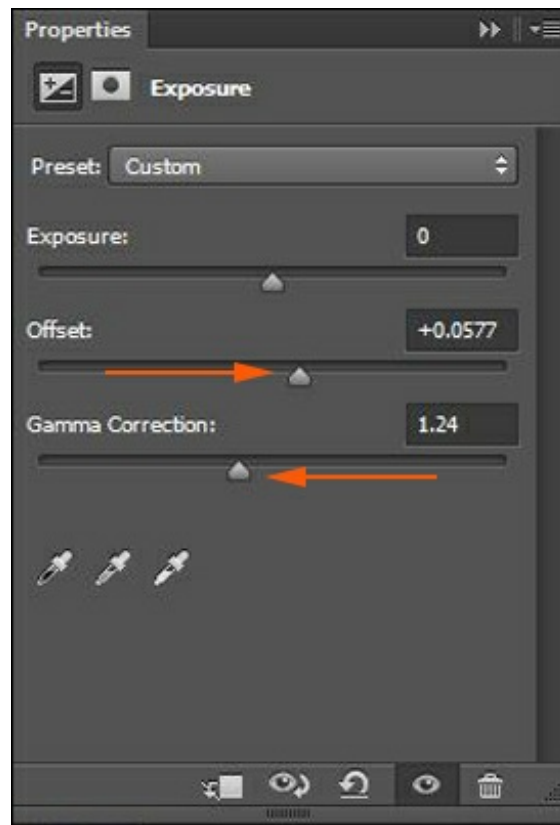 Properties
Exposure
Preset: Custom
Exposure: 0
Offset: +0.0577
Gamma Correction: 1.24